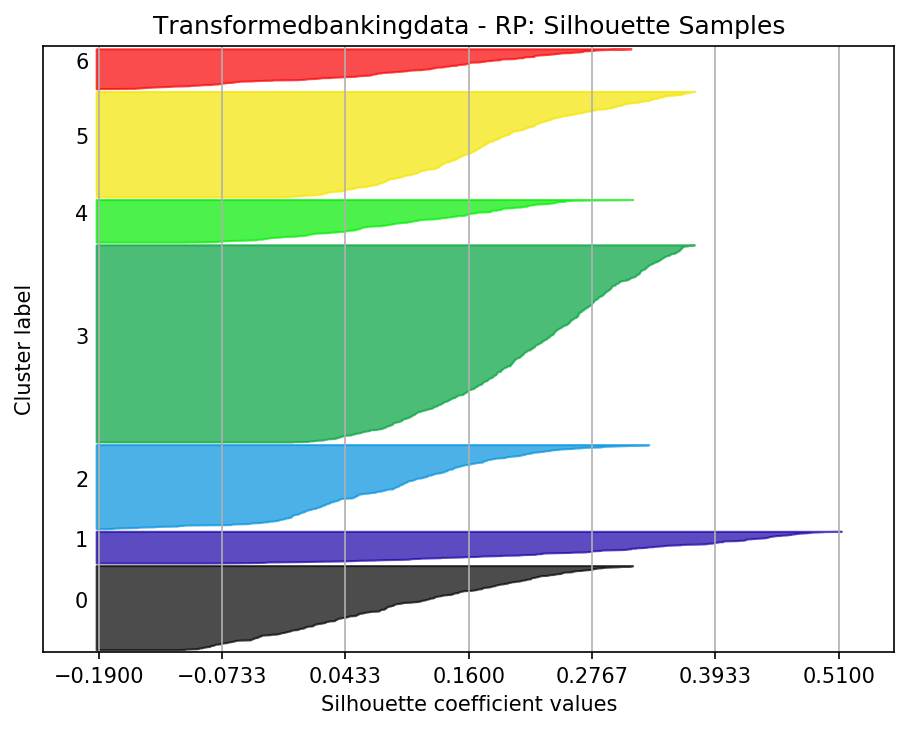 Transformedbankingdata - RP: Silhouette Samples
6
5
4
3
2
1
0
Cluster label
−0.1900 −0.0733 0.0433 0.1600 0.2767 0.3933 0.5100
Silhouette coefficient values